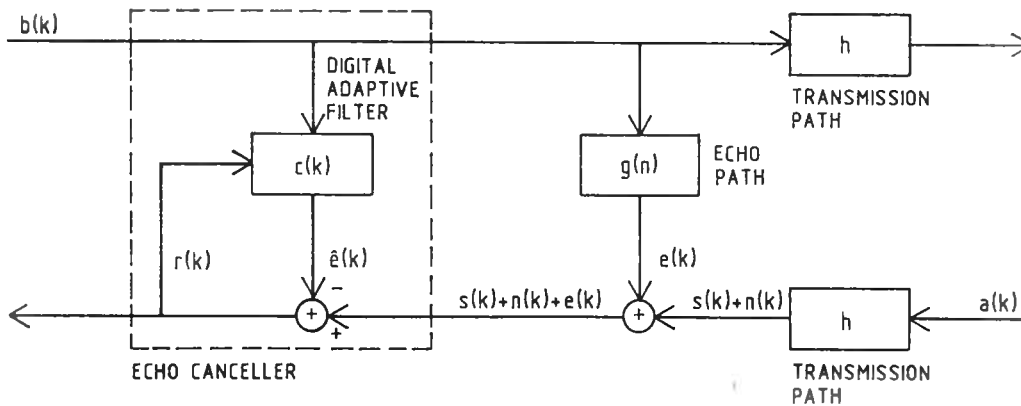 b(k)
h
TRANSMISSION
PATH
DIGITAL
ADAPTIVE
FILTER
c(k)
g(n)
ECHO
PATH
r(k)
ê(k)
e(k)
-
+
+
s(k)+n(k)+e(k)
+
s(k)+n(k)
h
a(k)
ECHO CANCELLER
TRANSMISSION
PATH